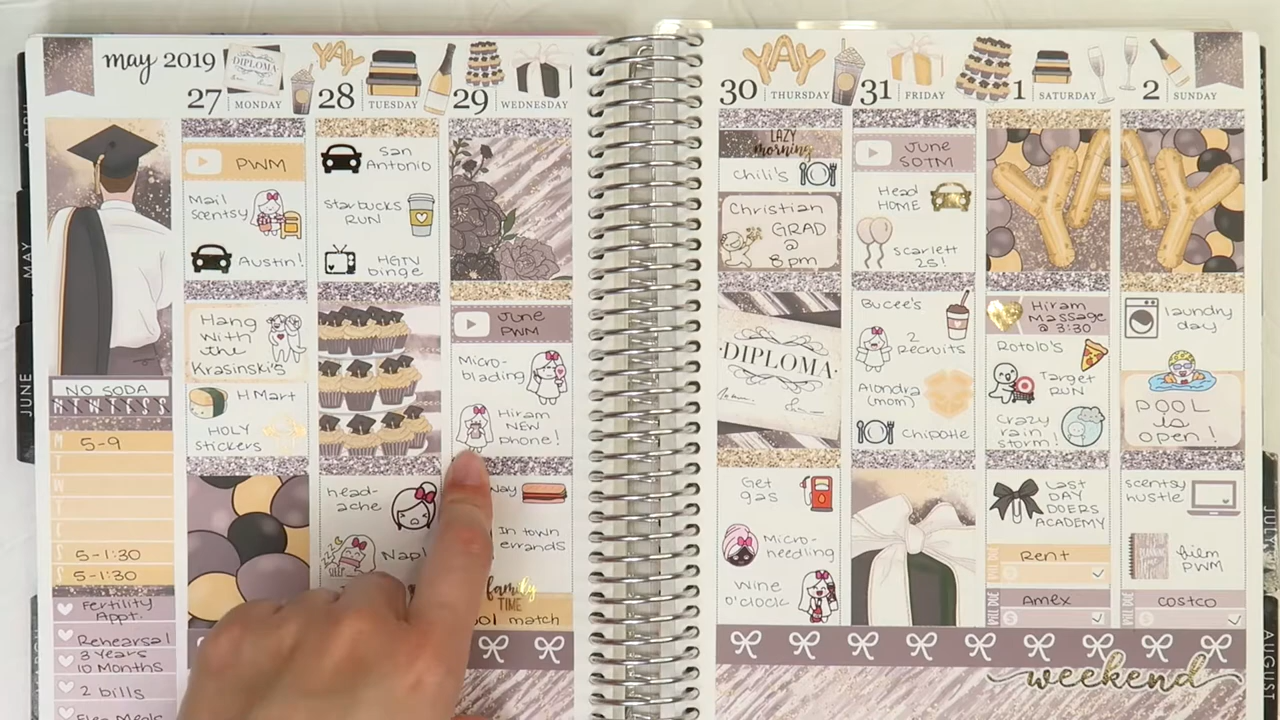 may 2019
DIPLOMA
27 MONDAY
28 TUESDAY
29 WEDNESDAY
YAY
30 THURSDAY
31 FRIDAY
1 SATURDAY
2 SUNDAY
NO SODA
M T W T F S S
M 5-9
T
W
T
F
S 5-1:30
S 5-1:30
Fertility
Appt.
Rehearsal
3 Years
10 Months
2 bills
PWM
Mail
scentsy
Austin!
Hang
with
the
Krasinski's
H Mart
HOLY
stickers
San
Antonio
Starbucks
RUN
HGTV
binge
head-
ache
Nap!
June
PWM
Micro-
blading
Hiram
NEW
phone!
In town
errands
family
TIME
match
LAZY
morning
Chili's
Christian
GRAD
@
8pm
DIPLOMA
Get
gas
Micro-
needling
Wine
o'clock
June
SOTM
Head
HOME
Scarlett
25!
Bucee's
2
Recruits
Alondra
(mom)
Chipotle
YAY
Hiram
Massage
@ 3:30
Rotolo's
Target
RUN
Crazy
rain
storm!
Last
DAY
DOERS
ACADEMY
Rent
Amex
laundry
day
POOL
is
open!
scentsy
hustle
film
PWM
costco
weekend
APRIL
MAY
JUNE
JULY
AUGUST